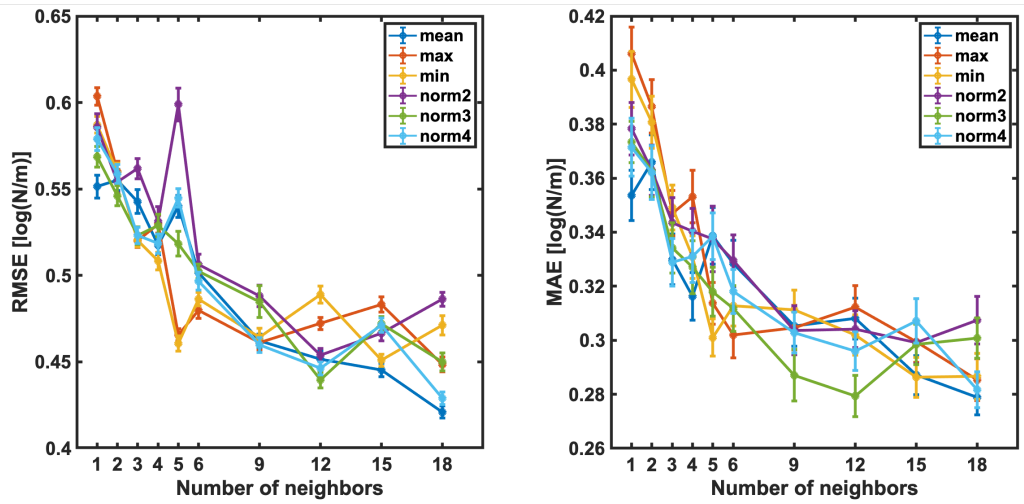 0.65
0.6
0.55
0.5
0.45
0.4
RMSE [log(N/m)]
1 2 3 4 5 6 9 12 15 18
Number of neighbors
mean
max
min
norm2
norm3
norm4
0.42
0.4
0.38
0.36
0.34
0.32
0.3
0.28
0.26
MAE [log(N/m)]
1 2 3 4 5 6 9 12 15 18
Number of neighbors
mean
max
min
norm2
norm3
norm4